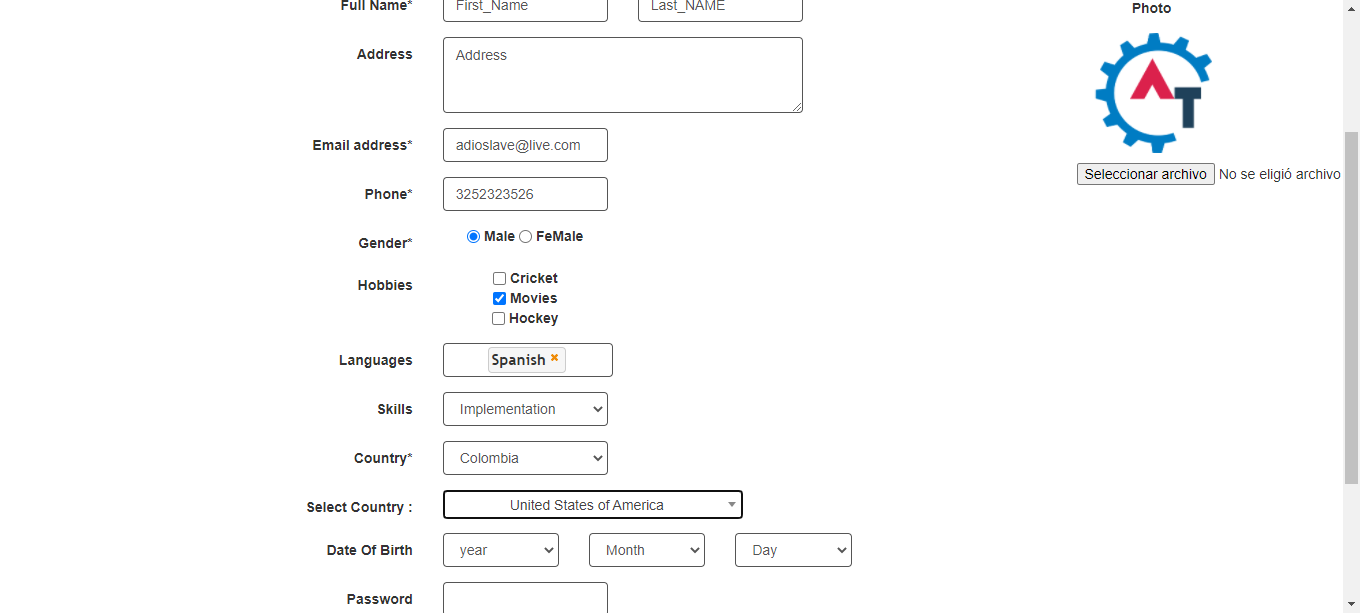 Full Name* First_Name Last_NAME Photo
Address Address
AT
Email address* adioslave@live.com
Seleccionar archivo No se eligió archivo
Phone* 3252323526
Gender* Male FeMale
Hobbies Cricket
Movies
Hockey
Languages Spanish
Skills Implementation
Country* Colombia
Select Country : United States of America
Date Of Birth year Month Day
Password